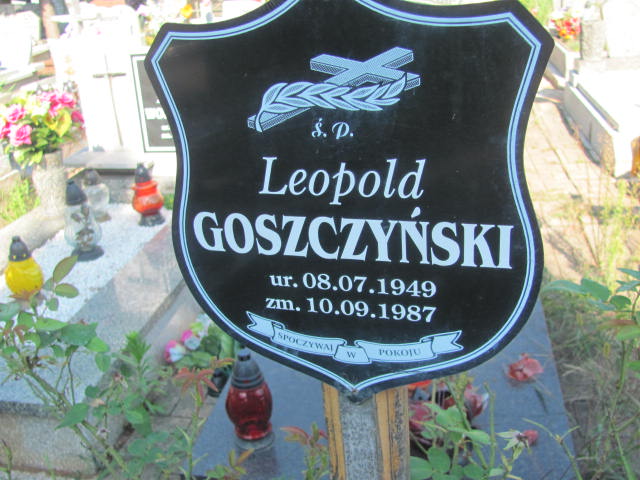 Ś. P.
Leopold
GOSZCZYŃSKI
ur. 08.07.1949
zm. 10.09.1987
SPOCZYWAJ W POKOJU